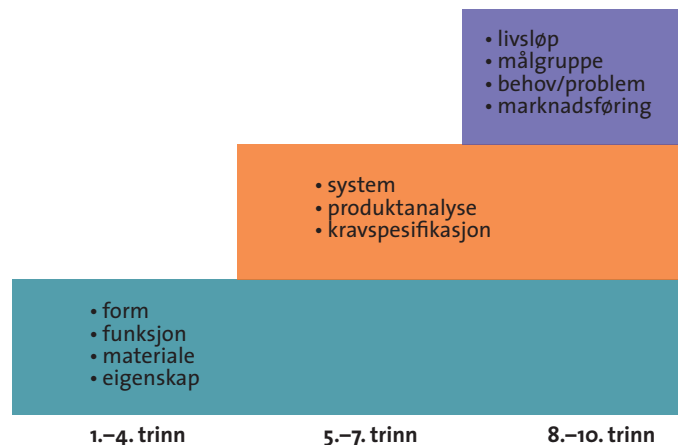 • livsløp
• målgruppe
• behov/problem
• marknadsføring
• system
• produktanalyse
• kravspesifikasjon
• form
• funksjon
• materiale
• eigenskap
1.–4. trinn 5.–7. trinn 8.–10. trinn